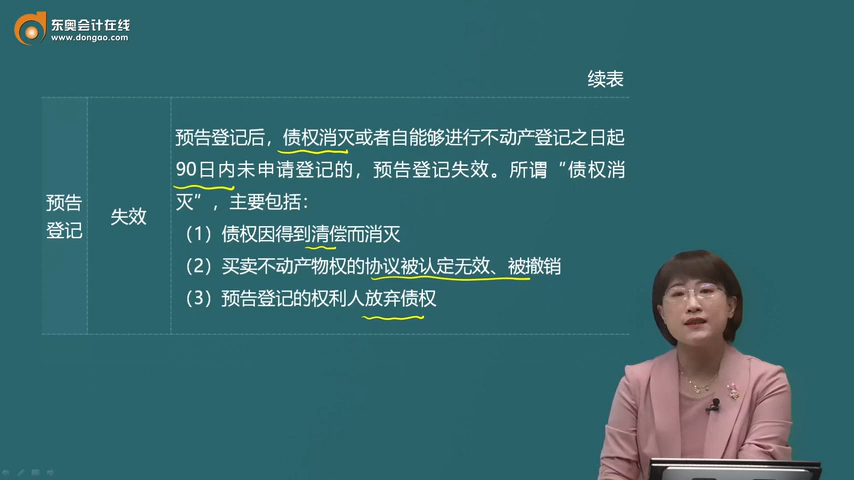 东奥会计在线
www.dongao.com
续表
预告登记
失效
预告登记后，债权消灭或者自能够进行不动产登记之日起
90日内未申请登记的，预告登记失效。所谓“债权消
灭”，主要包括：
（1）债权因得到清偿而消灭
（2）买卖不动产物权的协议被认定无效、被撤销
（3）预告登记的权利人放弃债权